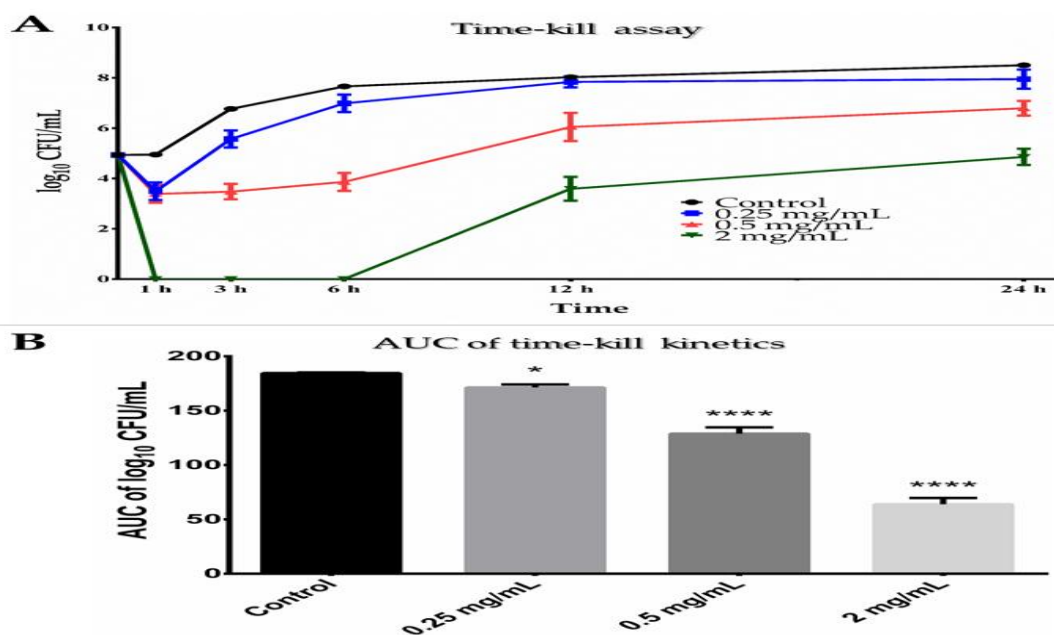 A
Time-kill assay
10
8
6
4
2
0
log10 CFU/mL
Control
0.25 mg/mL
0.5 mg/mL
2 mg/mL
1 h 3 h 6 h 12 h 24 h
Time
B
AUC of time-kill kinetics
200
150
100
50
0
AUC of log10 CFU/mL
*
****
****
Control 0.25 mg/mL 0.5 mg/mL 2 mg/mL